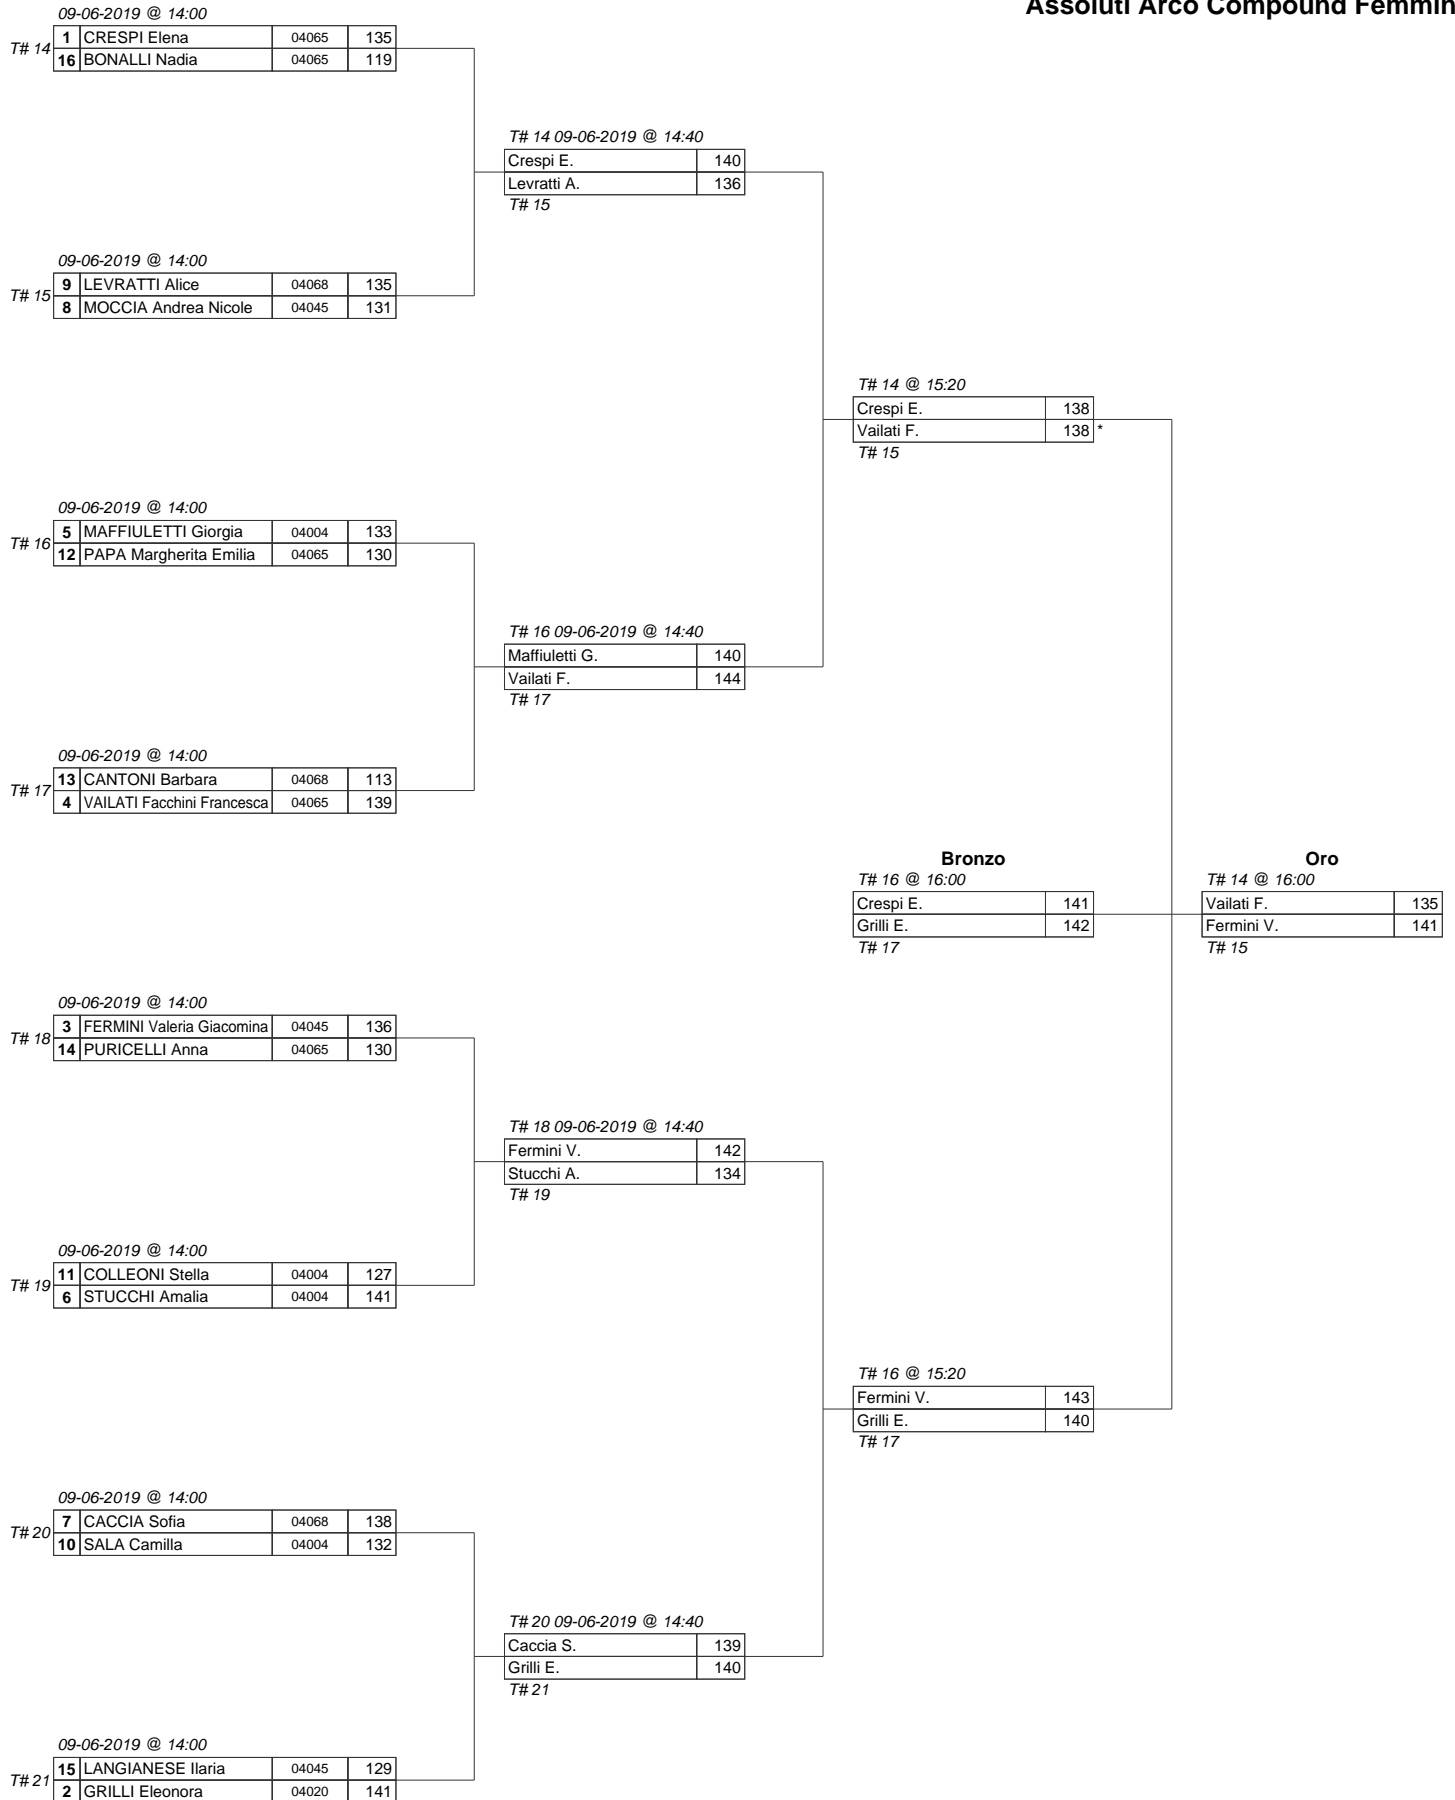 Assoluti Arco Compound Femmin
09-06-2019 @ 14:00
T# 14
1 CRESPI Elena 04065 135
16 BONALLI Nadia 04065 119
T# 14 09-06-2019 @ 14:40
Crespi E. 140
Levratti A. 136
T# 15
09-06-2019 @ 14:00
T# 15
9 LEVRATTI Alice 04068 135
8 MOCCIA Andrea Nicole 04045 131
T# 14 @ 15:20
Crespi E. 138
Vailati F. 138 *
T# 15
09-06-2019 @ 14:00
T# 16
5 MAFFIULETTI Giorgia 04004 133
12 PAPA Margherita Emilia 04065 130
T# 16 09-06-2019 @ 14:40
Maffiuletti G. 140
Vailati F. 144
T# 17
09-06-2019 @ 14:00
T# 17
13 CANTONI Barbara 04068 113
4 VAILATI Facchini Francesca 04065 139
Bronzo
T# 16 @ 16:00
Crespi E. 141
Grilli E. 142
T# 17
Oro
T# 14 @ 16:00
Vailati F. 135
Fermini V. 141
T# 15
09-06-2019 @ 14:00
T# 18
3 FERMINI Valeria Giacomina 04045 136
14 PURICELLI Anna 04065 130
T# 18 09-06-2019 @ 14:40
Fermini V. 142
Stucchi A. 134
T# 19
09-06-2019 @ 14:00
T# 19
11 COLLEONI Stella 04004 127
6 STUCCHI Amalia 04004 141
T# 16 @ 15:20
Fermini V. 143
Grilli E. 140
T# 17
09-06-2019 @ 14:00
T# 20
7 CACCIA Sofia 04068 138
10 SALA Camilla 04004 132
T# 20 09-06-2019 @ 14:40
Caccia S. 139
Grilli E. 140
T# 21
09-06-2019 @ 14:00
T# 21
15 LANGIANESE Ilaria 04045 129
2 GRILLI Eleonora 04020 141